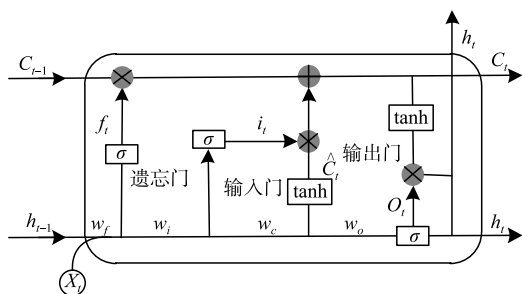 h_t
C_{t-1}
C_t
f_t
σ
遗忘门
σ
i_t
输入门
Ĉ_t
tanh
输出门
tanh
O_t
σ
h_{t-1}
w_f
w_i
w_c
w_o
h_t
X_t